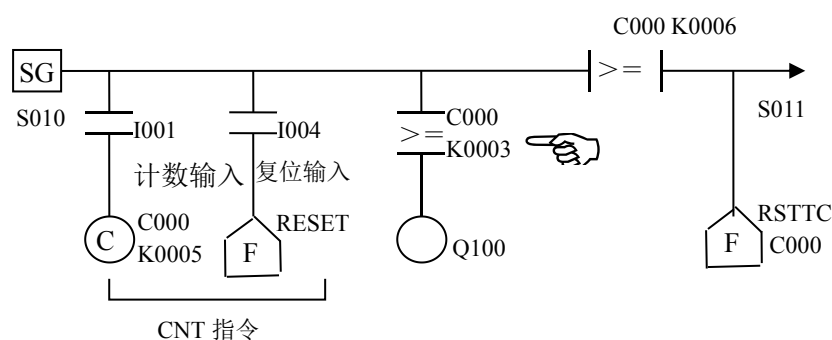 C000 K0006
SG
>=
S010
I001
I004
C000
>=
K0003
S011
计数输入
复位输入
C
C000
K0005
RESET
F
Q100
RSTTC
F
C000
CNT 指令